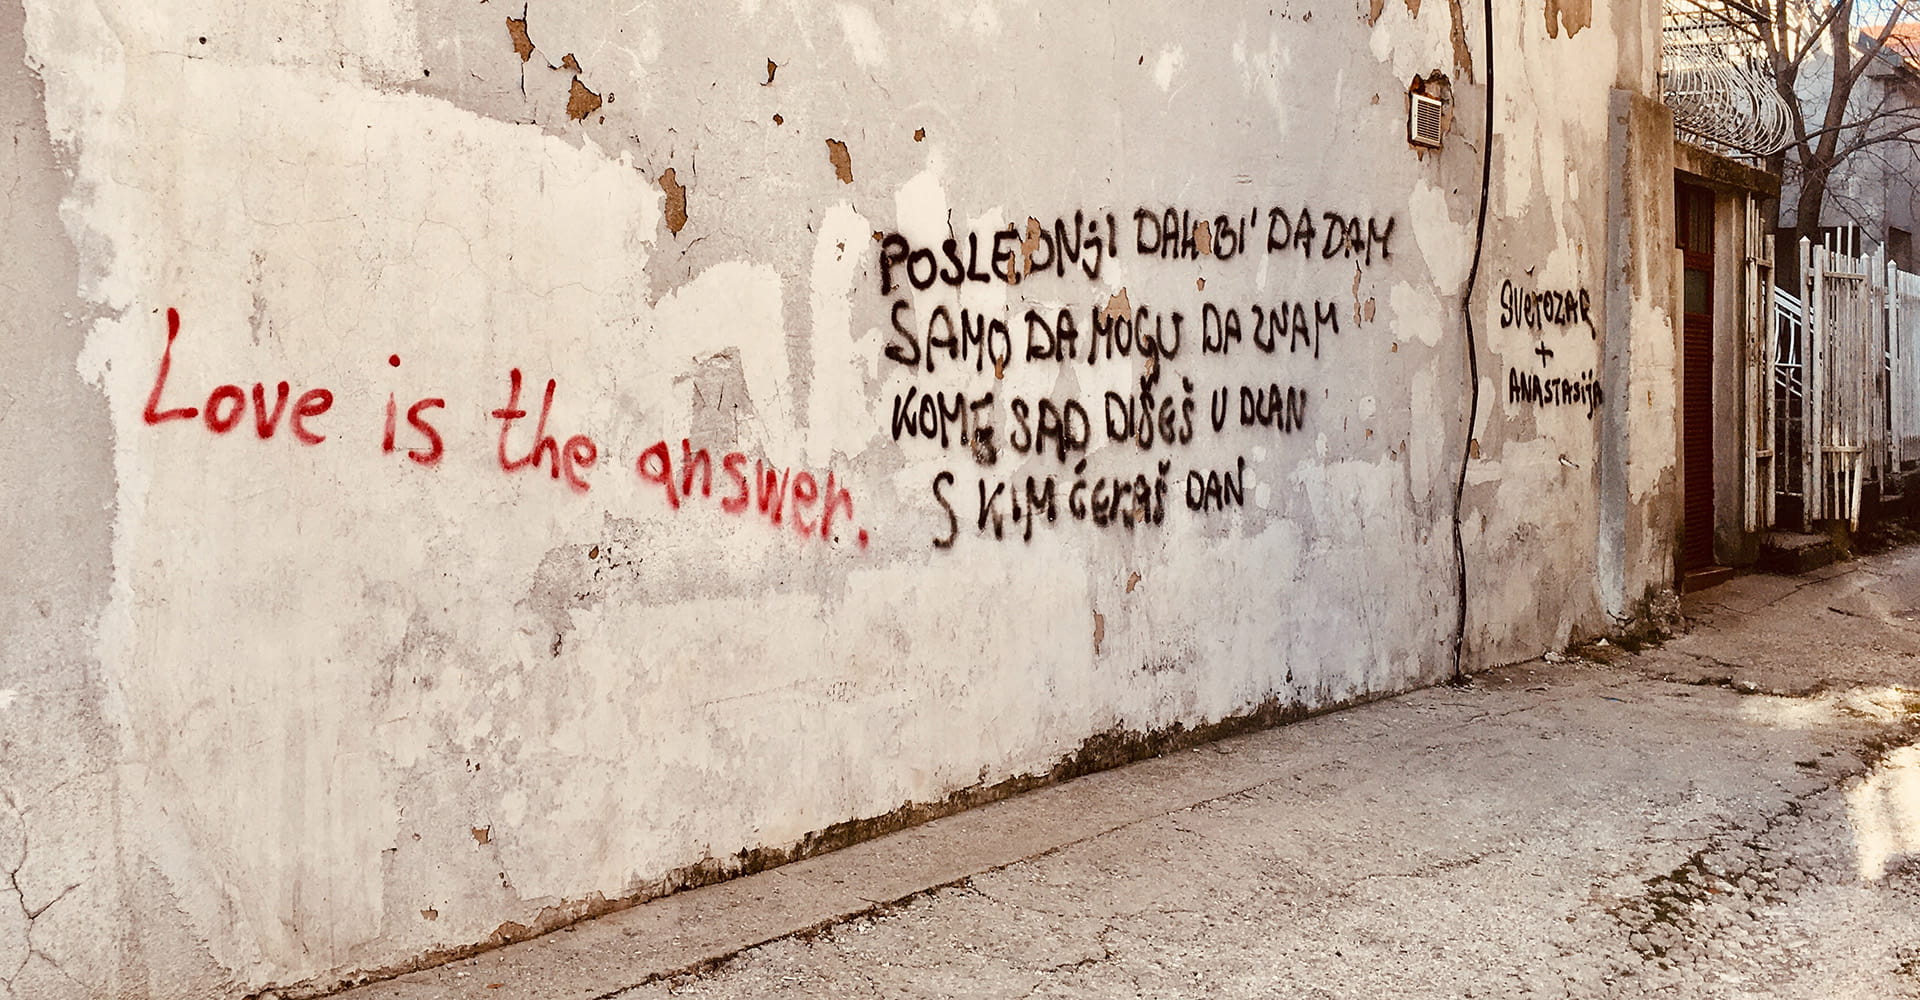 Love is the answer.
POSLEDNjI DAH BI' DA DAM
SAMO DA MOGU DA ZNAM
KOME SAD DIŠEŠ U DLAN
S KIM ČEKAŠ DAN
SVeTOZAR
+
ANASTASijA